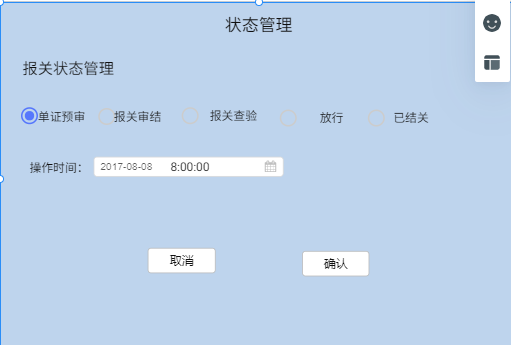 状态管理
报关状态管理
单证预审 报关审结 报关查验 放行 已结关
操作时间： 2017-08-08 8:00:00
取消 确认